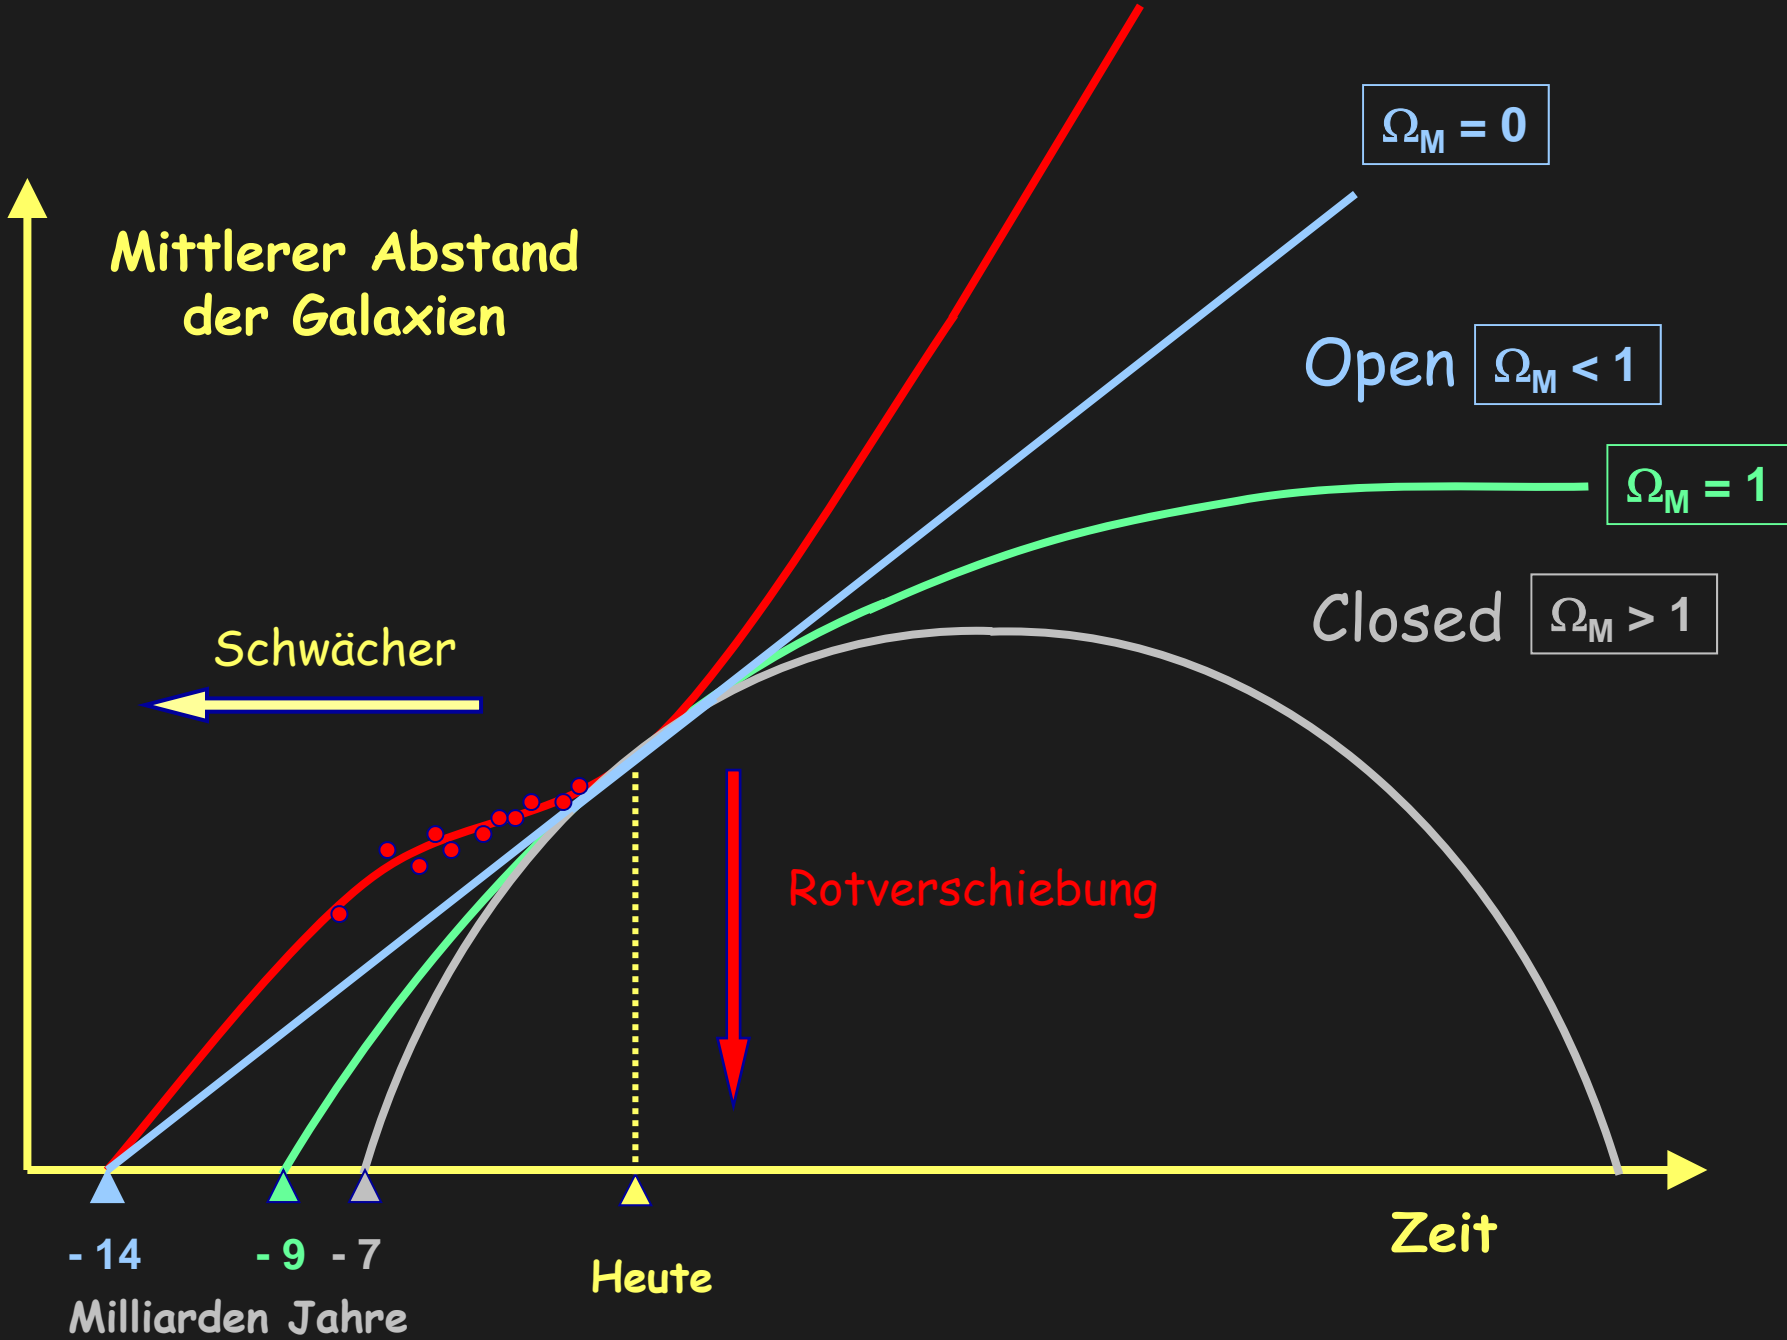 Ω_M = 0
Mittlerer Abstand
der Galaxien
Open Ω_M < 1
Ω_M = 1
Closed Ω_M > 1
Schwächer
Rotverschiebung
Zeit
- 14 - 9 - 7
Heute
Milliarden Jahre